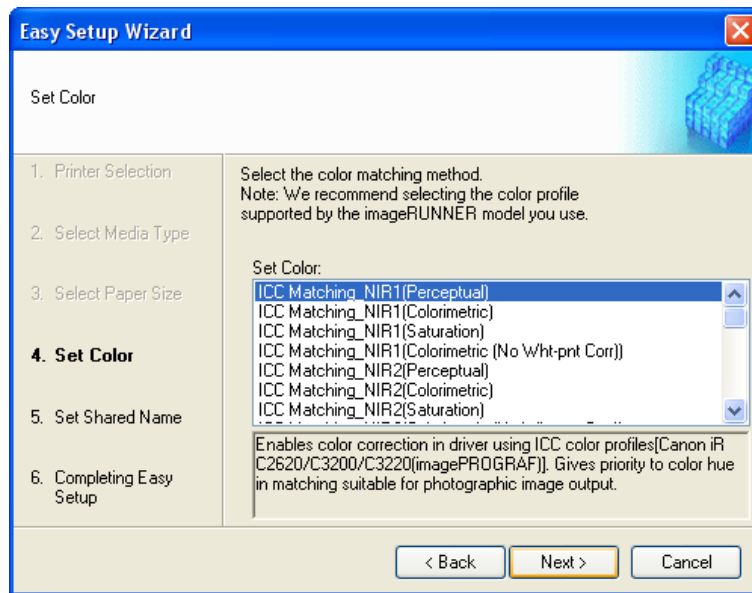 Easy Setup Wizard
Set Color
1. Printer Selection
2. Select Media Type
3. Select Paper Size
4. Set Color
5. Set Shared Name
6. Completing Easy
Setup
Select the color matching method.
Note: We recommend selecting the color profile
supported by the imageRUNNER model you use.
Set Color:
ICC Matching_NIR1(Perceptual)
ICC Matching_NIR1(Colorimetric)
ICC Matching_NIR1(Saturation)
ICC Matching_NIR1(Colorimetric (No Wht-pnt Corr))
ICC Matching_NIR2(Perceptual)
ICC Matching_NIR2(Colorimetric)
ICC Matching_NIR2(Saturation)
Enables color correction in driver using ICC color profiles[Canon iR
C2620/C3200/C3220(imagePROGRAF)]. Gives priority to color hue
in matching suitable for photographic image output.
< Back
Next >
Cancel